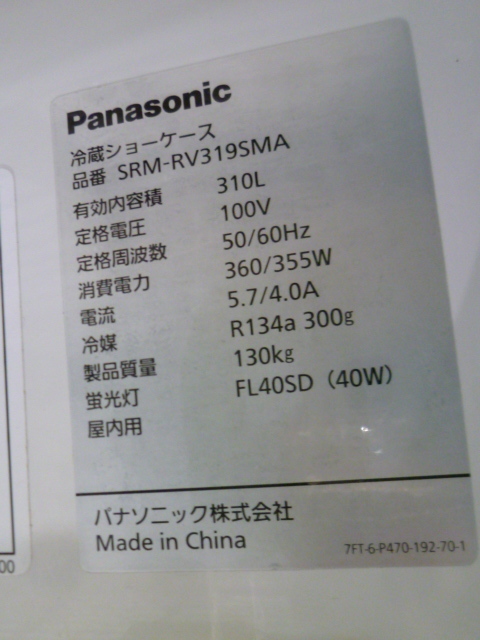 Panasonic
冷蔵ショーケース
品番 SRM-RV319SMA
有効内容積 310L
定格電圧 100V
定格周波数 50/60Hz
消費電力 360/355W
電流 5.7/4.0A
冷媒 R134a 300g
製品質量 130kg
蛍光灯 FL40SD（40W）
屋内用
パナソニック株式会社
Made in China
7FT-6-P470-192-70-1
00